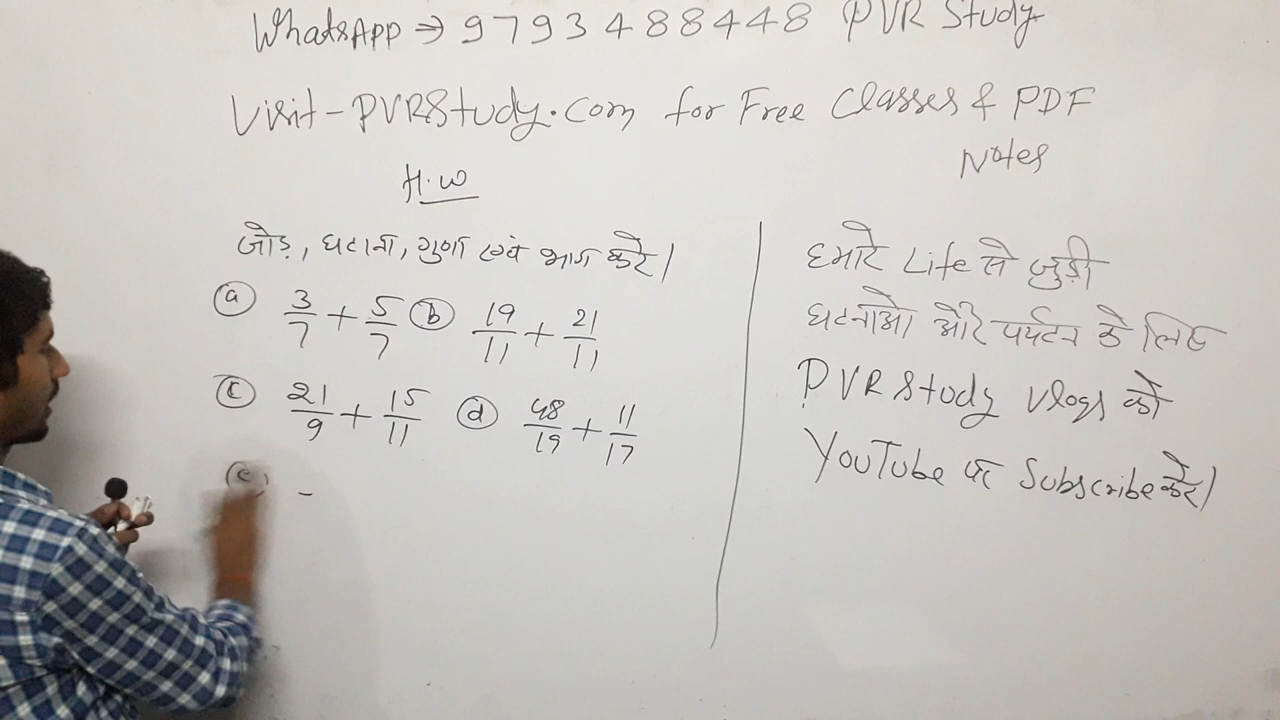 WhatsApp → 9793488448 PVR Study
Visit - PVRStudy.com for Free Classes & PDF
Notes
H.W
जोड़, घटाना, गुणा एवं भाग करें।
(a) 3/7 + 5/7 (b) 19/11 + 21/11
(c) 21/9 + 15/11 (d) 48/19 + 11/17
(e) -
हमारे Life से जुड़ी
घटनाओं और पर्यटन के लिए
PVR Study Vlogs को
YouTube पर Subscribe करें।